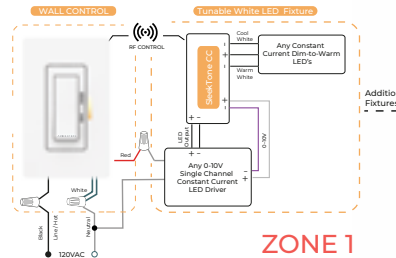 WALL CONTROL
Tunable White LED Fixture
RF CONTROL
SleekTone CC
Cool
White
Warm
White
Any Constant
Current Dim-to-Warm
LED's
Additio
Fixtures
LED
Output
0-10V
+ -
+ -
Red
Any 0-10V
Single Channel
Constant Current
LED Driver
-
+
White
Black
Line / Hot
Neutral
120VAC
ZONE 1